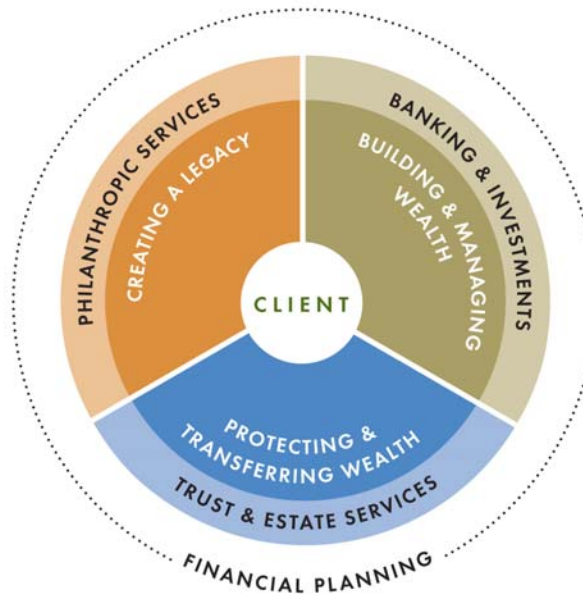 PHILANTHROPIC SERVICES
CREATING A LEGACY
BANKING & INVESTMENTS
BUILDING & MANAGING
WEALTH
CLIENT
PROTECTING &
TRANSFERRING WEALTH
TRUST & ESTATE SERVICES
FINANCIAL PLANNING